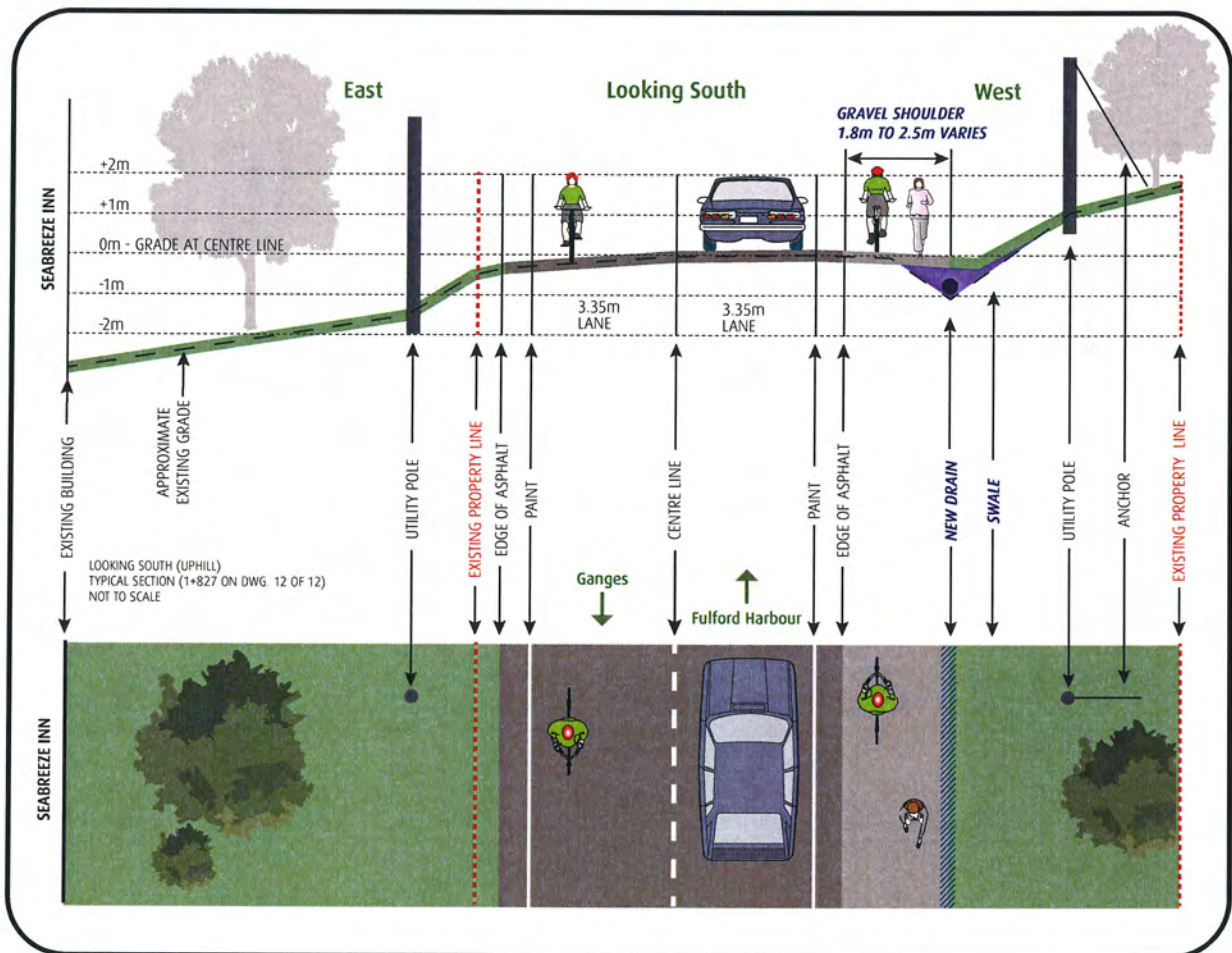 East
Looking South
West
GRAVEL SHOULDER
1.8m TO 2.5m VARIES
SEABREEZE INN
+2m
+1m
0m - GRADE AT CENTRE LINE
-1m
-2m
3.35m
LANE
3.35m
LANE
EXISTING BUILDING
APPROXIMATE
EXISTING GRADE
UTILITY POLE
EXISTING PROPERTY LINE
EDGE OF ASPHALT
PAINT
CENTRE LINE
PAINT
EDGE OF ASPHALT
NEW DRAIN
SWALE
UTILITY POLE
ANCHOR
EXISTING PROPERTY LINE
LOOKING SOUTH (UPHILL)
TYPICAL SECTION (1+827 ON DWG. 12 OF 12)
NOT TO SCALE
Ganges
Fulford Harbour
SEABREEZE INN